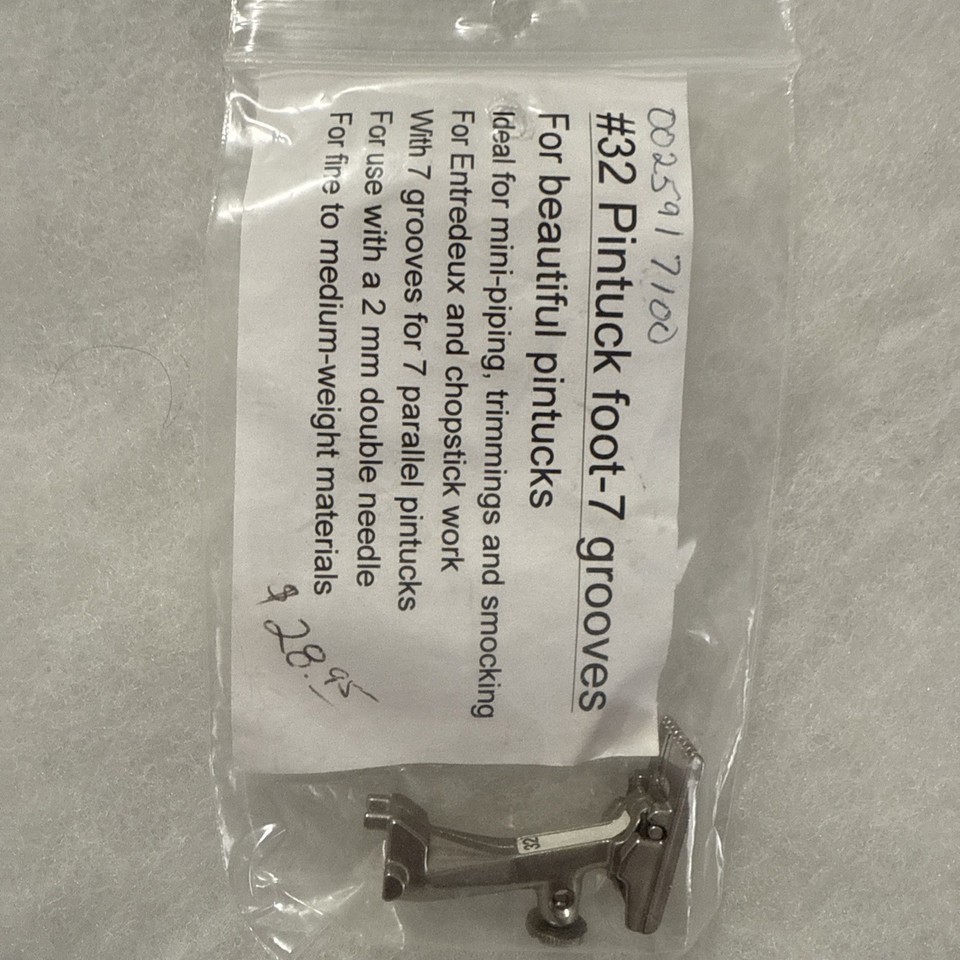 0025917100
#32 Pintuck foot-7 grooves
For beautiful pintucks
Ideal for mini-piping, trimmings and smocking
For Entredeux and chopstick work
With 7 grooves for 7 parallel pintucks
For use with a 2 mm double needle
For fine to medium-weight materials
$ 28.95
32